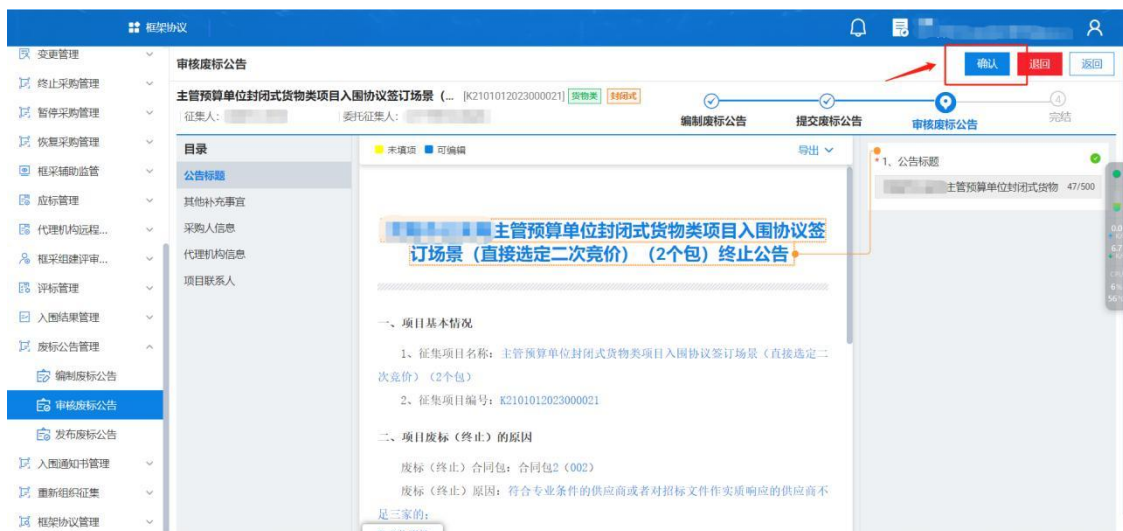 框架协议
变更管理
终止采购管理
暂停采购管理
恢复采购管理
框采辅助监管
应标管理
代理机构远程...
框采组建评审...
评标管理
入围结果管理
废标公告管理
编制废标公告
审核废标公告
发布废标公告
入围通知书管理
重新组织征集
框架协议管理
审核废标公告
确认
退回
返回
主管预算单位封闭式货物类项目入围协议签订场景（... [K2101012023000021] 货物类 封闭式
征集人：
委托征集人：
编制废标公告
提交废标公告
审核废标公告
4
完结
目录
公告标题
其他补充事宜
采购人信息
代理机构信息
项目联系人
未填项 可编辑
导出
主管预算单位封闭式货物类项目入围协议签
订场景（直接选定二次竞价）（2个包）终止公告
一、项目基本情况
1、征集项目名称：主管预算单位封闭式货物类项目入围协议签订场景（直接选定二
次竞价）（2个包）
2、征集项目编号：K2101012023000021
二、项目废标（终止）的原因
废标（终止）合同包：合同包2（002）
废标（终止）原因：符合专业条件的供应商或者对招标文件作实质响应的供应商不
足三家的；
* 1、公告标题
主管预算单位封闭式货物 47/500